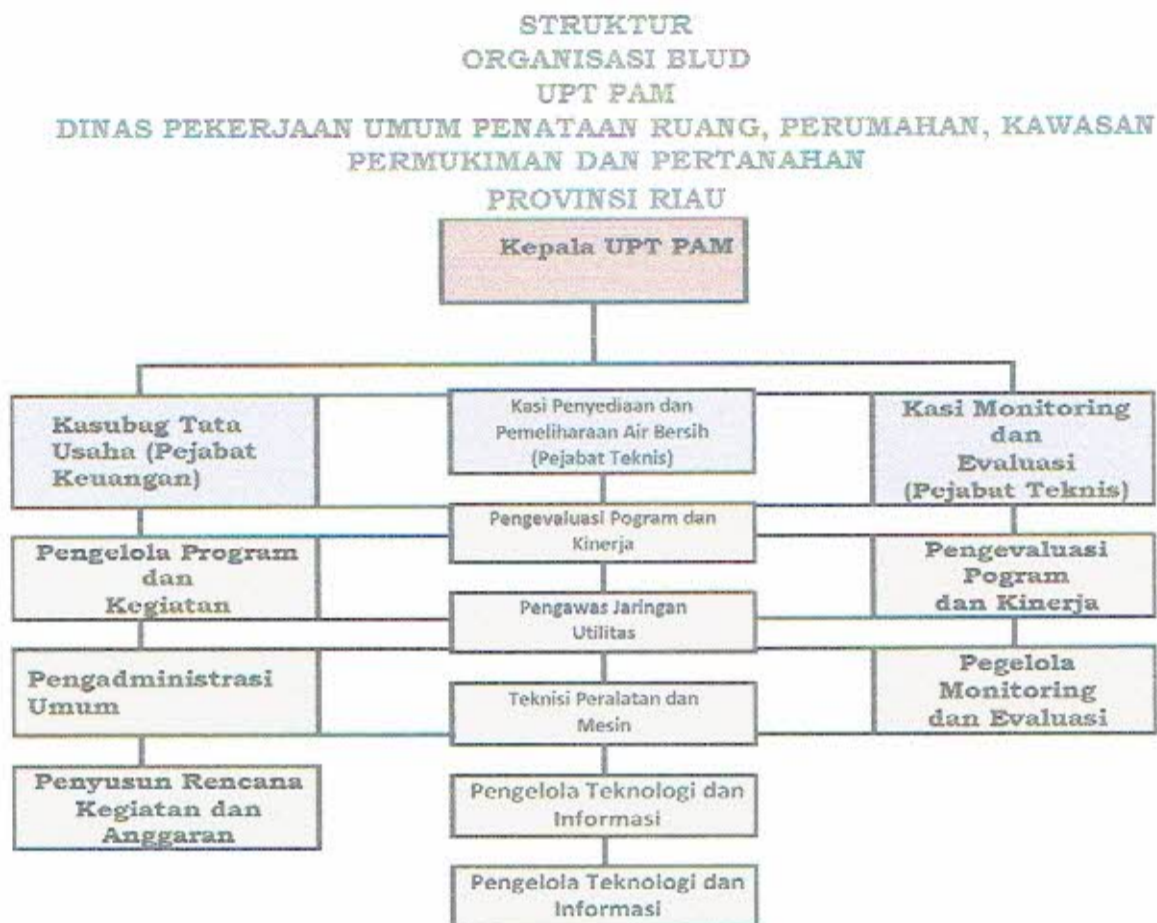 STRUKTUR
ORGANISASI BLUD
UPT PAM
DINAS PEKERJAAN UMUM PENATAAN RUANG, PERUMAHAN, KAWASAN
PERMUKIMAN DAN PERTANAHAN
PROVINSI RIAU
Kepala UPT PAM
Kasubag Tata
Usaha (Pejabat
Keuangan)
Pengelola Program
dan
Kegiatan
Pengadministrasi
Umum
Penyusun Rencana
Kegiatan dan
Anggaran
Kasi Penyediaan dan
Pemeliharaan Air Bersih
(Pejabat Teknis)
Pengevaluasi Pogram dan
Kinerja
Pengawas Jaringan
Utilitas
Teknisi Peralatan dan
Mesin
Pengelola Teknologi dan
Informasi
Pengelola Teknologi dan
Informasi
Kasi Monitoring
dan
Evaluasi
(Pejabat Teknis)
Pengevaluasi
Pogram
dan Kinerja
Pegelola
Monitoring
dan Evaluasi